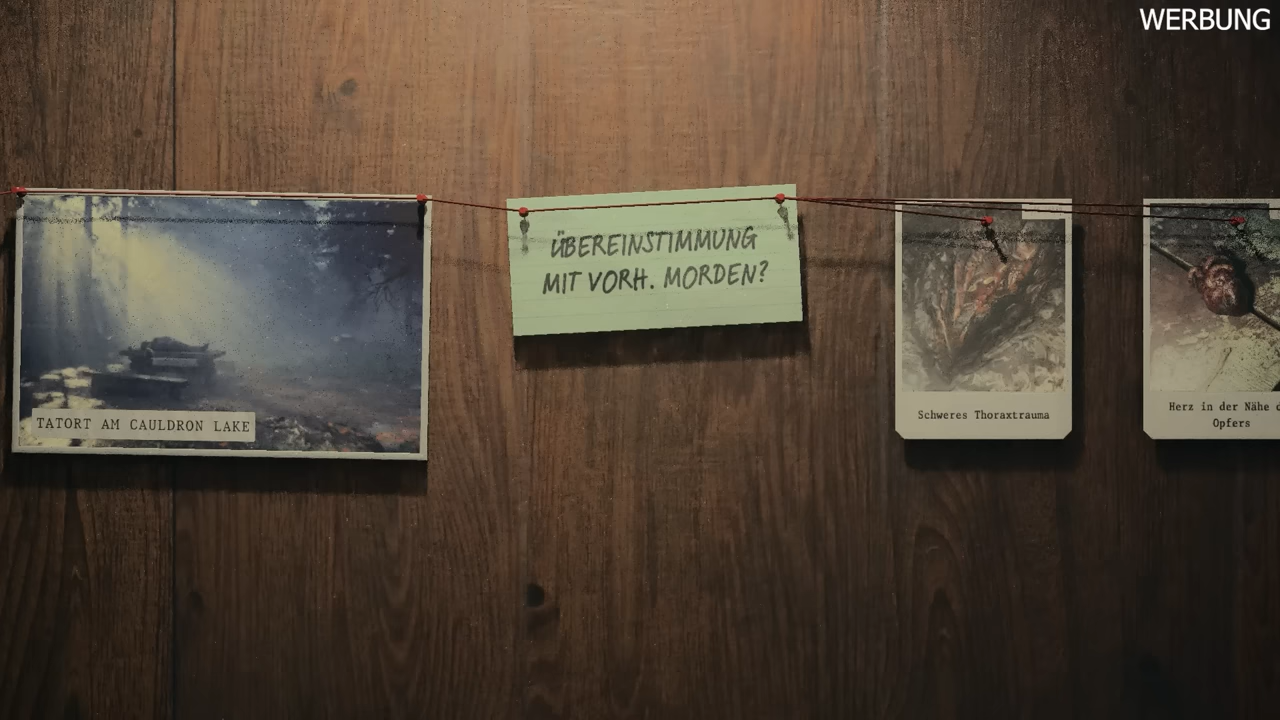 WERBUNG
TATORT AM CAULDRON LAKE
ÜBEREINSTIMMUNG
MIT VORH. MORDEN?
Schweres Thoraxtrauma
Herz in der Nähe
Opfers